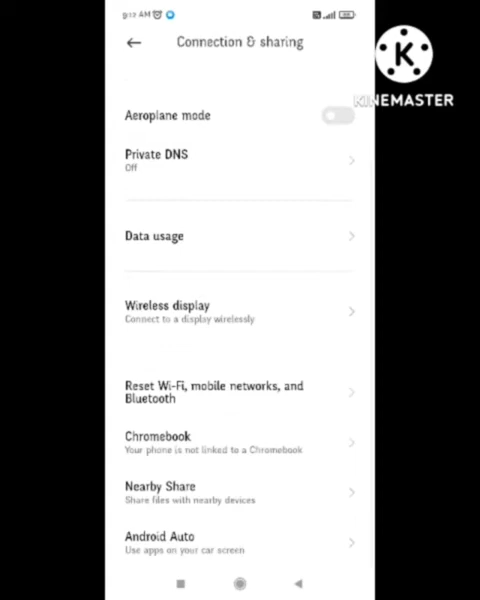 9:12 AM
Connection & sharing
K
KINEMASTER
Aeroplane mode
Private DNS
Off
Data usage
Wireless display
Connect to a display wirelessly
Reset Wi-Fi, mobile networks, and
Bluetooth
Chromebook
Your phone is not linked to a Chromebook
Nearby Share
Share files with nearby devices
Android Auto
Use apps on your car screen